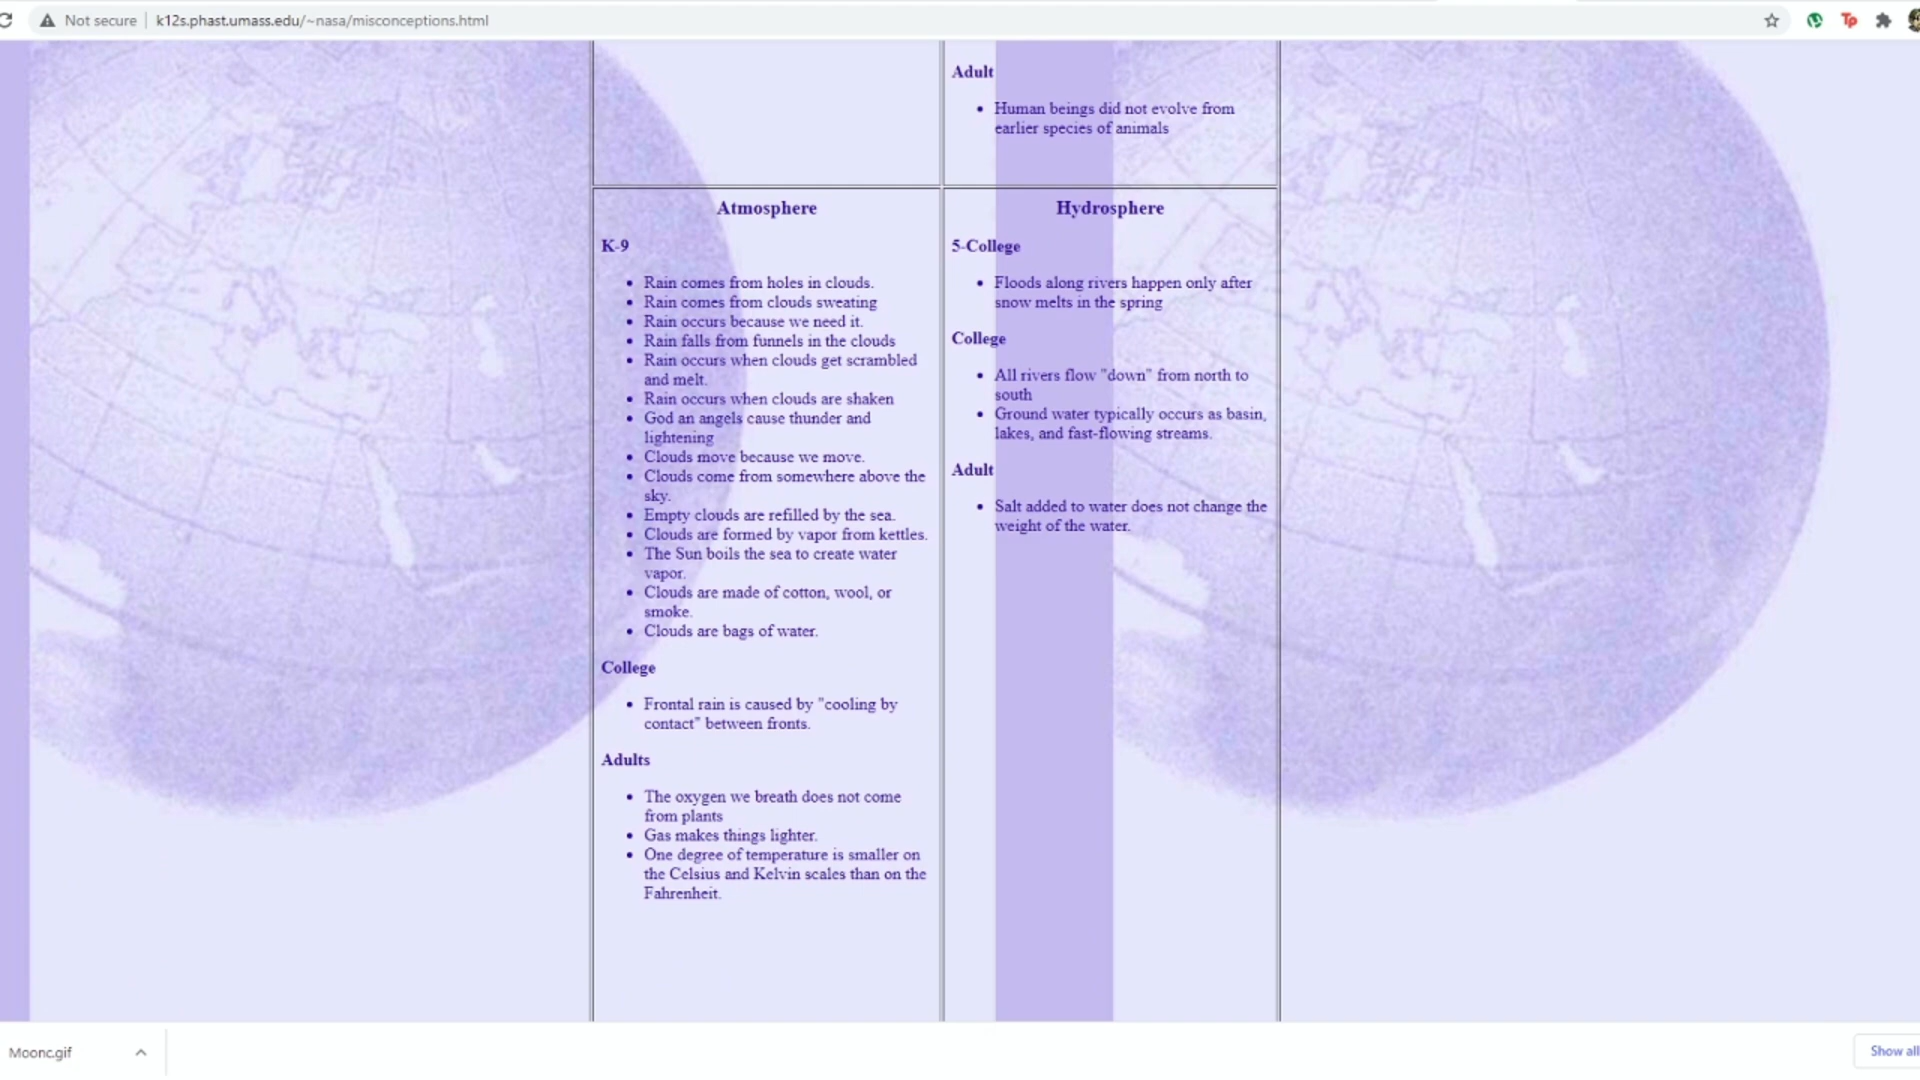 Not secure k12s.phast.umass.edu/~nasa/misconceptions.html
Tp
Adult
Human beings did not evolve from
earlier species of animals
Atmosphere
K-9
Rain comes from holes in clouds.
Rain comes from clouds sweating
Rain occurs because we need it.
Rain falls from funnels in the clouds
Rain occurs when clouds get scrambled
and melt.
Rain occurs when clouds are shaken
God an angels cause thunder and
lightening
Clouds move because we move.
Clouds come from somewhere above the
sky.
Empty clouds are refilled by the sea.
Clouds are formed by vapor from kettles.
The Sun boils the sea to create water
vapor.
Clouds are made of cotton, wool, or
smoke.
Clouds are bags of water.
College
Frontal rain is caused by "cooling by
contact" between fronts.
Adults
The oxygen we breath does not come
from plants
Gas makes things lighter.
One degree of temperature is smaller on
the Celsius and Kelvin scales than on the
Fahrenheit.
Hydrosphere
5-College
Floods along rivers happen only after
snow melts in the spring
College
All rivers flow "down" from north to
south
Ground water typically occurs as basin,
lakes, and fast-flowing streams.
Adult
Salt added to water does not change the
weight of the water.
Moonc.gif
Show all